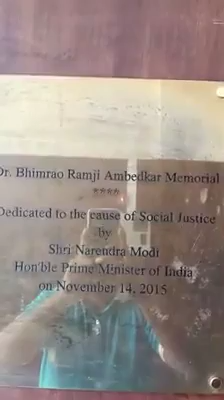 Dr. Bhimrao Ramji Ambedkar Memorial
****
Dedicated to the cause of Social Justice
by
Shri Narendra Modi
Hon'ble Prime Minister of India
on November 14, 2015